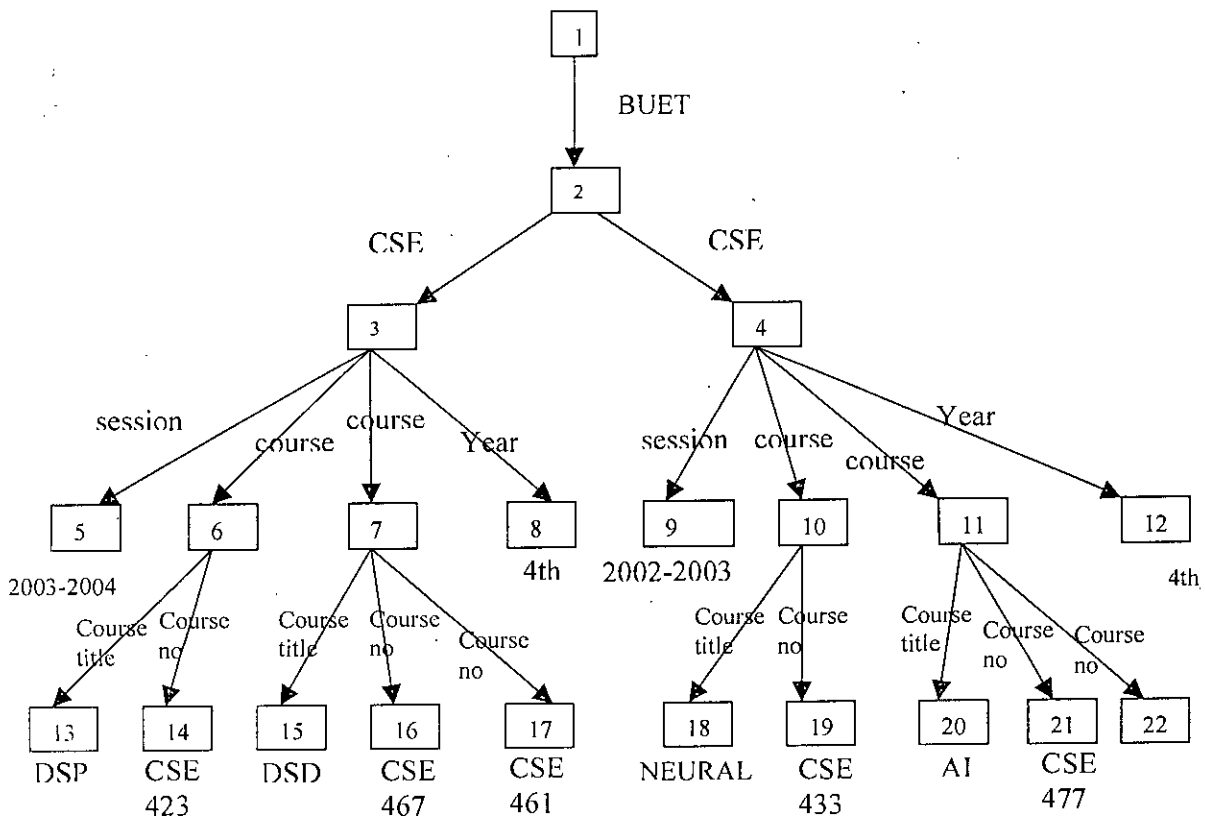 1
BUET
2
CSE CSE
3 4
session course course Year session course course Year
5 6 7 8 9 10 11 12
2003-2004 4th 2002-2003 4th
Course Course Course Course Course Course Course Course Course Course
title no title no no title no title no no
13 14 15 16 17 18 19 20 21 22
DSP CSE DSD CSE CSE NEURAL CSE AI CSE
423 467 461 433 477